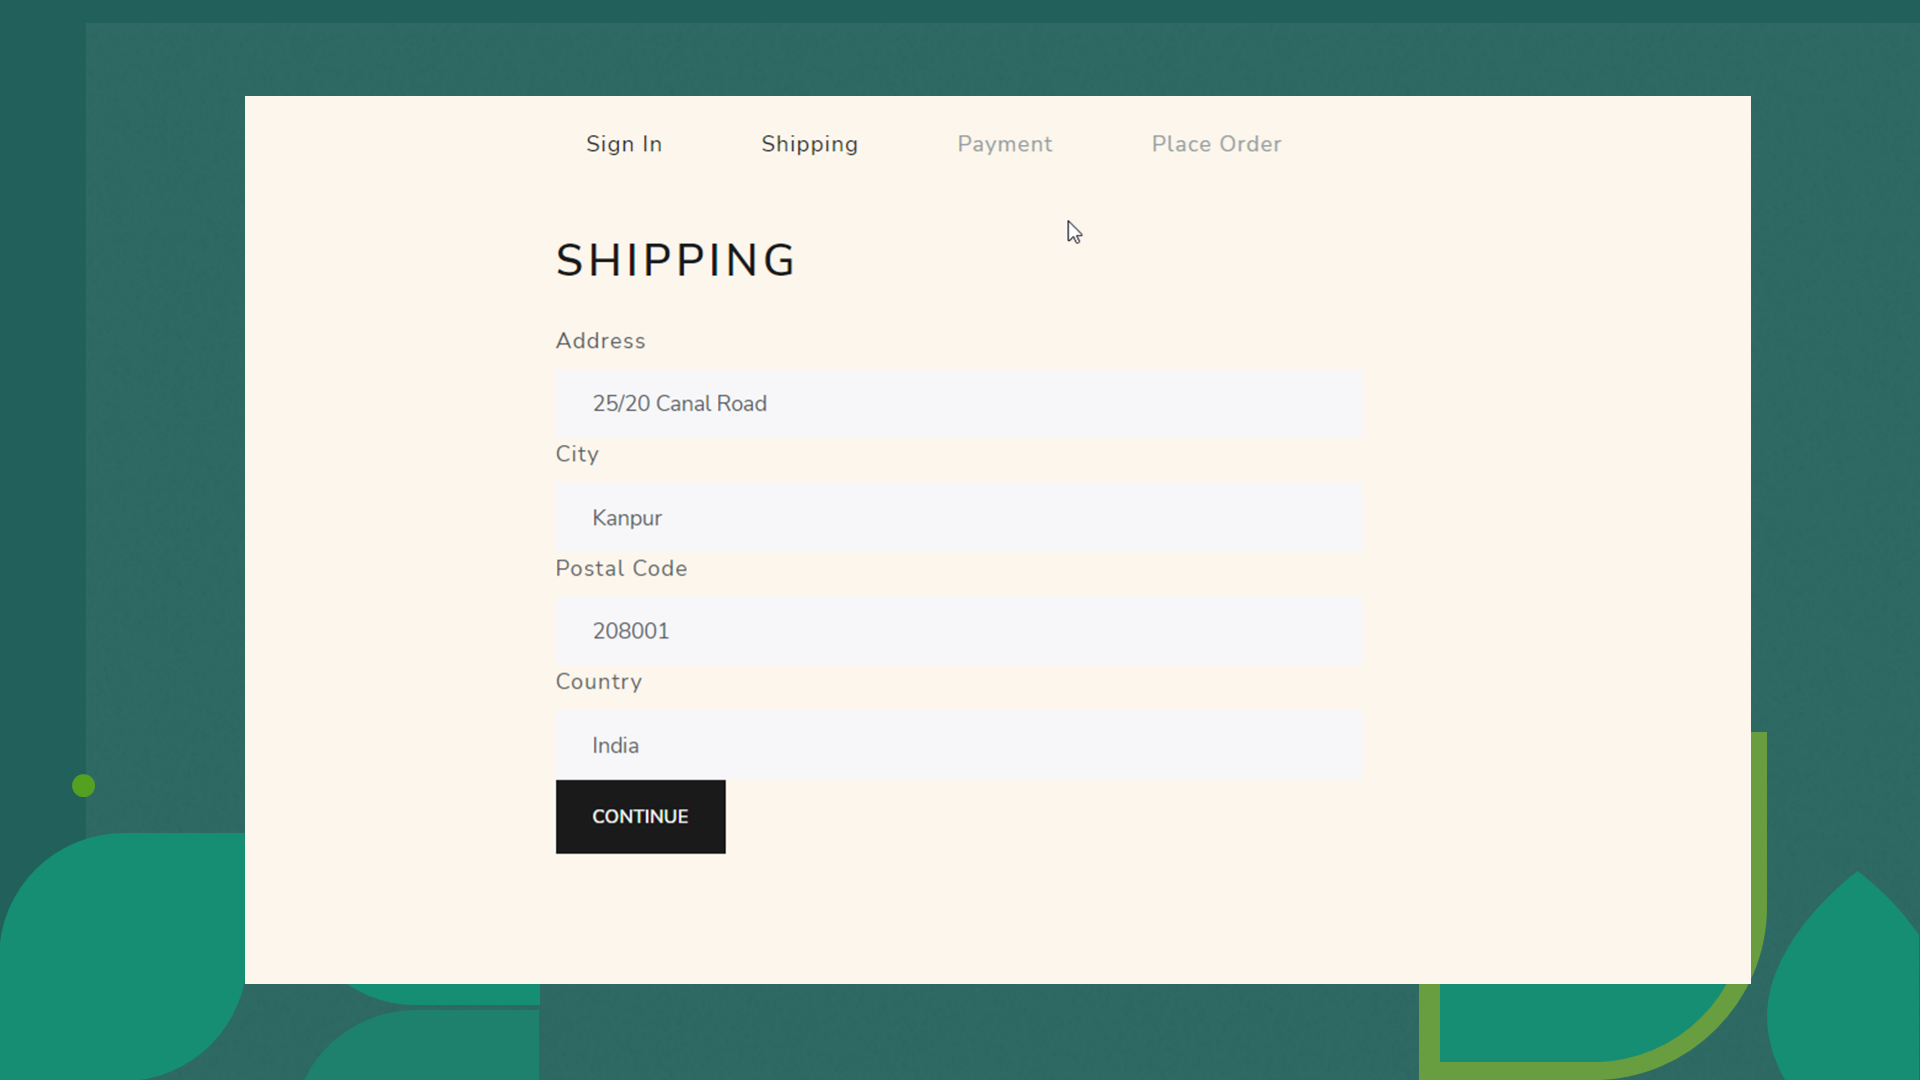 Sign In Shipping Payment Place Order
SHIPPING
Address
25/20 Canal Road
City
Kanpur
Postal Code
208001
Country
India
CONTINUE